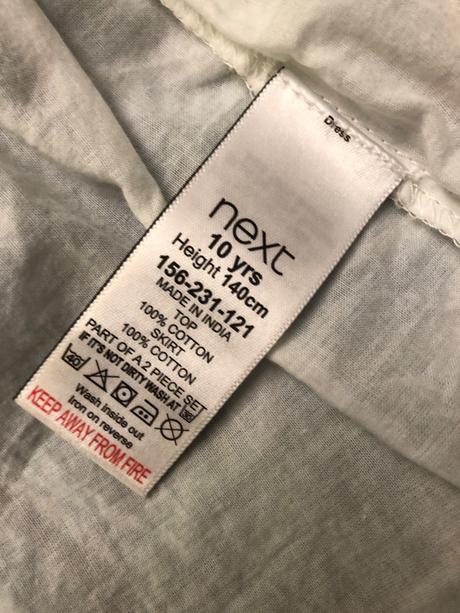 Dress
next
10 yrs
Height 140cm
156-231-121
MADE IN INDIA
TOP
100% COTTON
SKIRT
100% COTTON
PART OF A 2 PIECE SET
IF IT'S NOT DIRTY WASH AT 30
40
Wash inside out
Iron on reverse
KEEP AWAY FROM FIRE